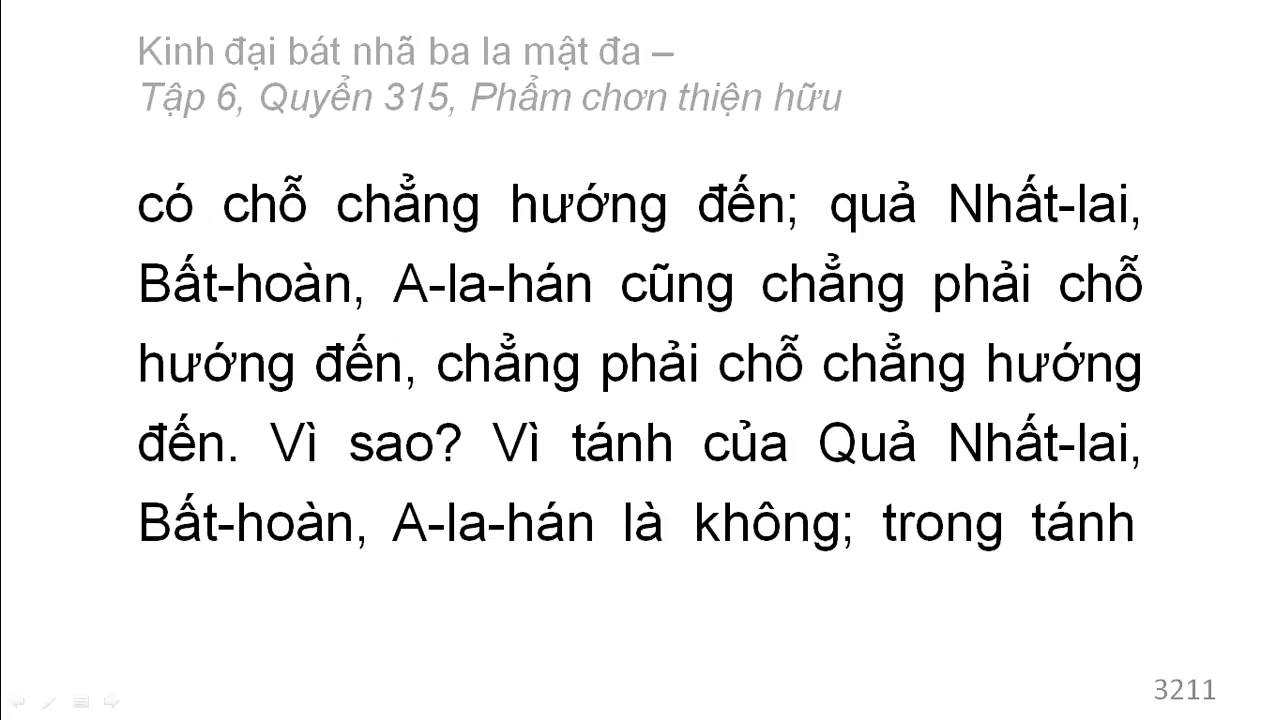 Kinh đại bát nhã ba la mật đa –
Tập 6, Quyển 315, Phẩm chơn thiện hữu
có chỗ chẳng hướng đến; quả Nhất-lai,
Bất-hoàn, A-la-hán cũng chẳng phải chỗ
hướng đến, chẳng phải chỗ chẳng hướng
đến. Vì sao? Vì tánh của Quả Nhất-lai,
Bất-hoàn, A-la-hán là không; trong tánh
3211